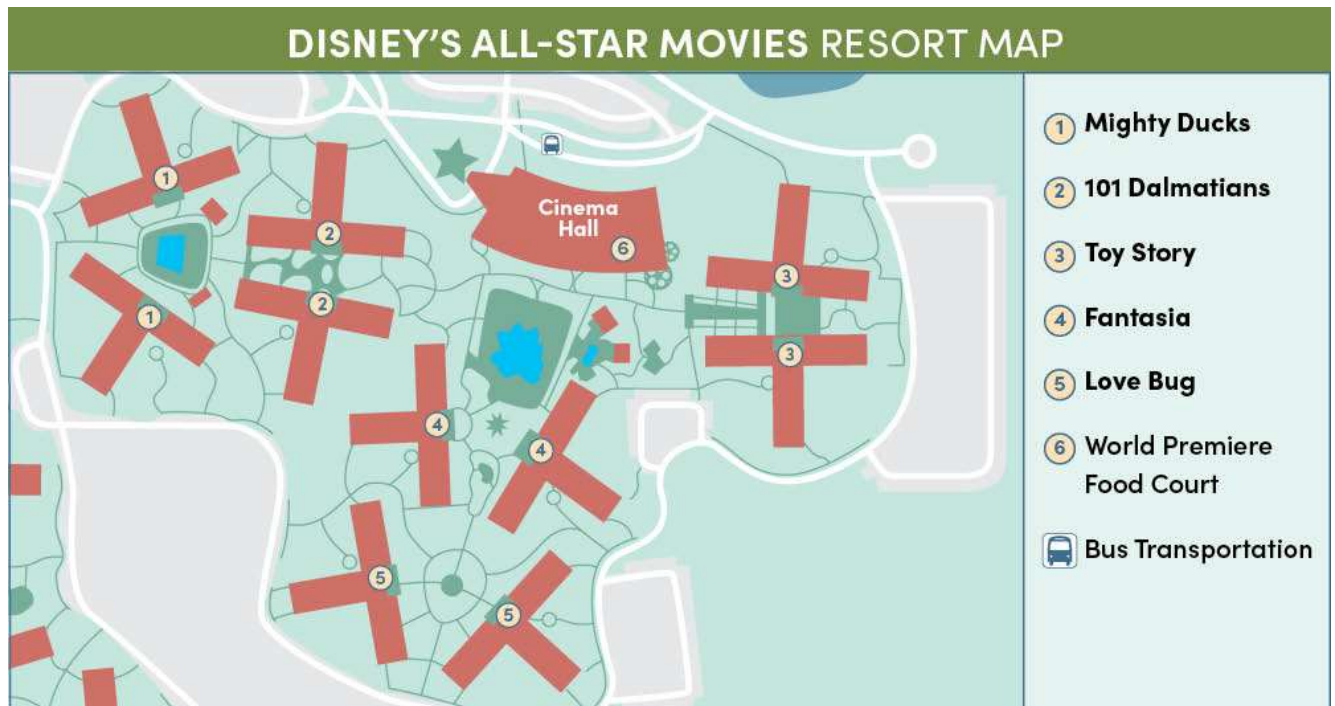 DISNEY'S ALL-STAR MOVIES RESORT MAP
1 Mighty Ducks
2 101 Dalmatians
3 Toy Story
4 Fantasia
5 Love Bug
6 World Premiere
Food Court
Bus Transportation
1
2
Cinema
Hall
6
3
2
1
3
4
4
5
5